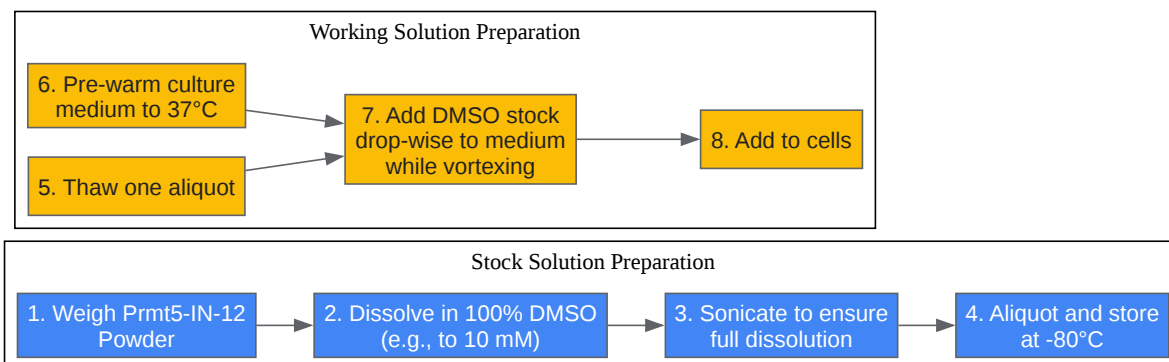 Working Solution Preparation
6. Pre-warm culture
medium to 37°C
5. Thaw one aliquot
7. Add DMSO stock
drop-wise to medium
while vortexing
8. Add to cells
Stock Solution Preparation
1. Weigh Prmt5-IN-12
Powder
2. Dissolve in 100% DMSO
(e.g., to 10 mM)
3. Sonicate to ensure
full dissolution
4. Aliquot and store
at -80°C